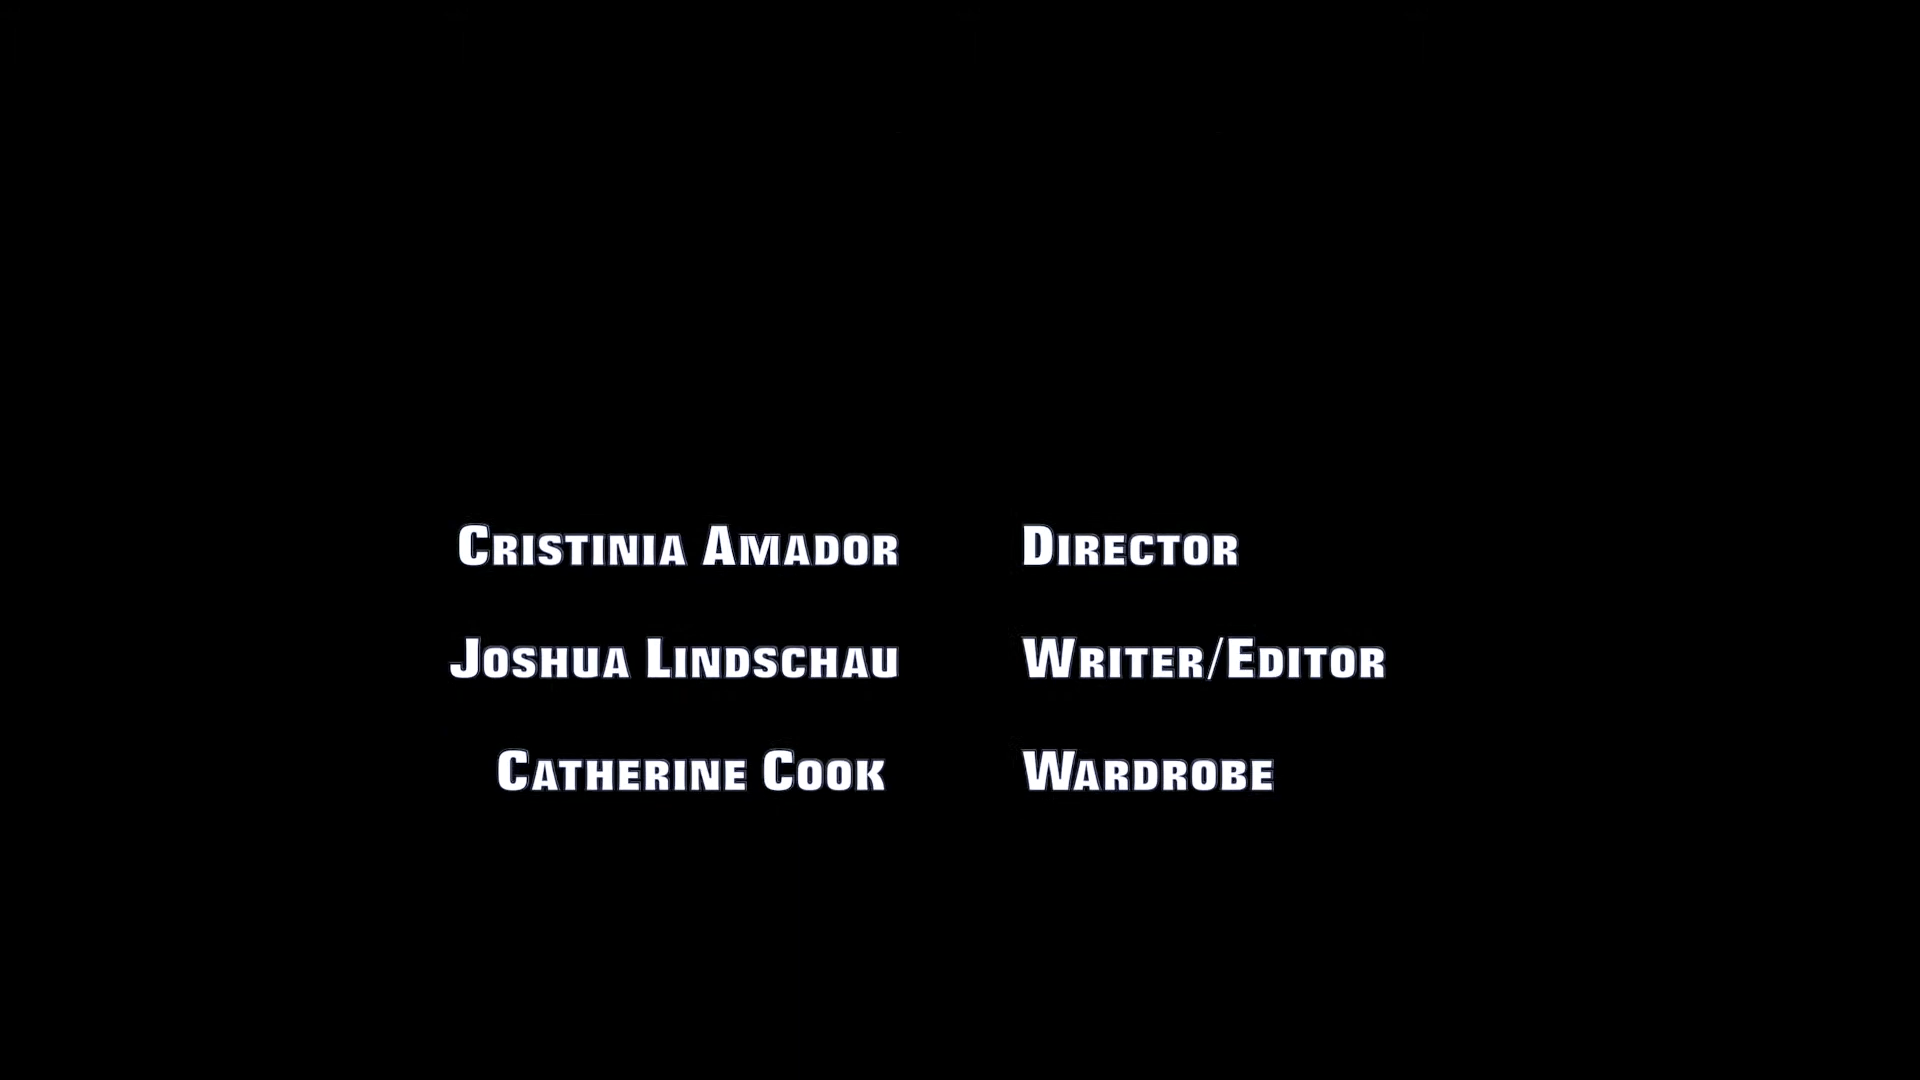 Cristinia Amador Director
Joshua Lindschau Writer/Editor
Catherine Cook Wardrobe